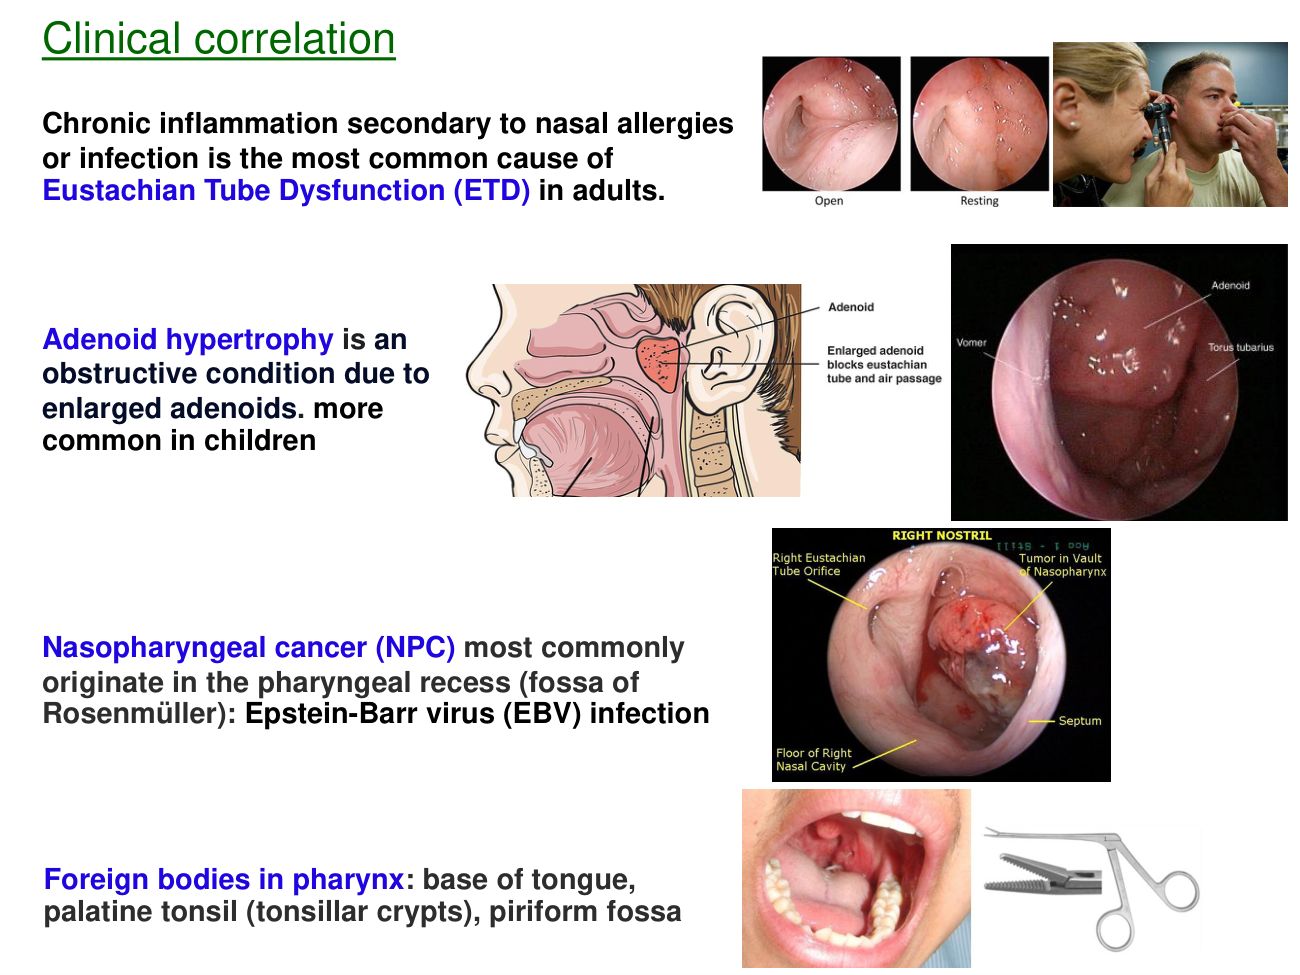 Clinical correlation
Chronic inflammation secondary to nasal allergies
or infection is the most common cause of
Eustachian Tube Dysfunction (ETD) in adults.
Open
Resting
Adenoid hypertrophy is an
obstructive condition due to
enlarged adenoids. more
common in children
Adenoid
Enlarged adenoid
blocks eustachian
tube and air passage
Adenoid
Vomer
Torus tubarius
Nasopharyngeal cancer (NPC) most commonly
originate in the pharyngeal recess (fossa of
Rosenmüller): Epstein-Barr virus (EBV) infection
RIGHT NOSTRIL
Right Eustachian
Tube Orifice
Tumor in Vault
of Nasopharynx
Septum
Floor of Right
Nasal Cavity
Foreign bodies in pharynx: base of tongue,
palatine tonsil (tonsillar crypts), piriform fossa